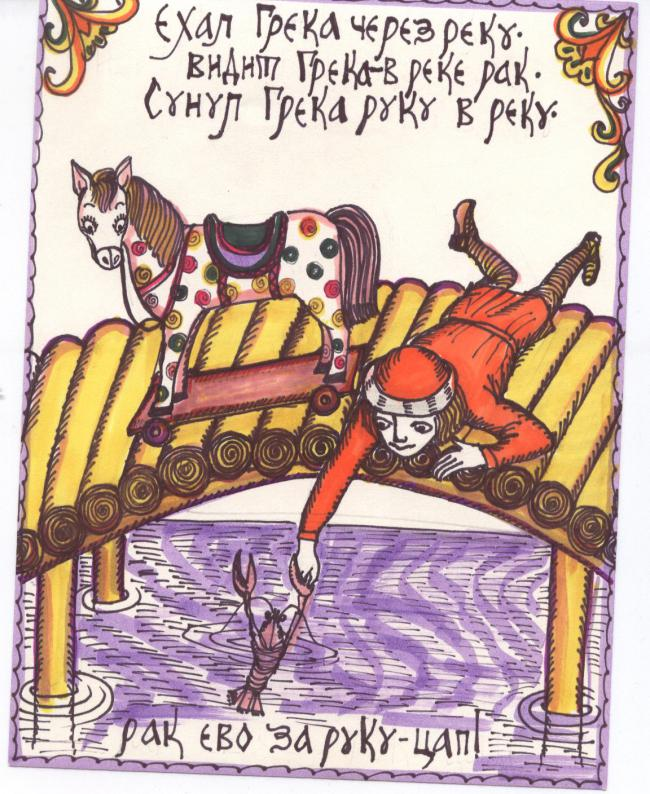 Ехал Грека через реку.
видит Грека-в реке рак.
Сунул Грека руку в реку.
рак ево за руку-цап!